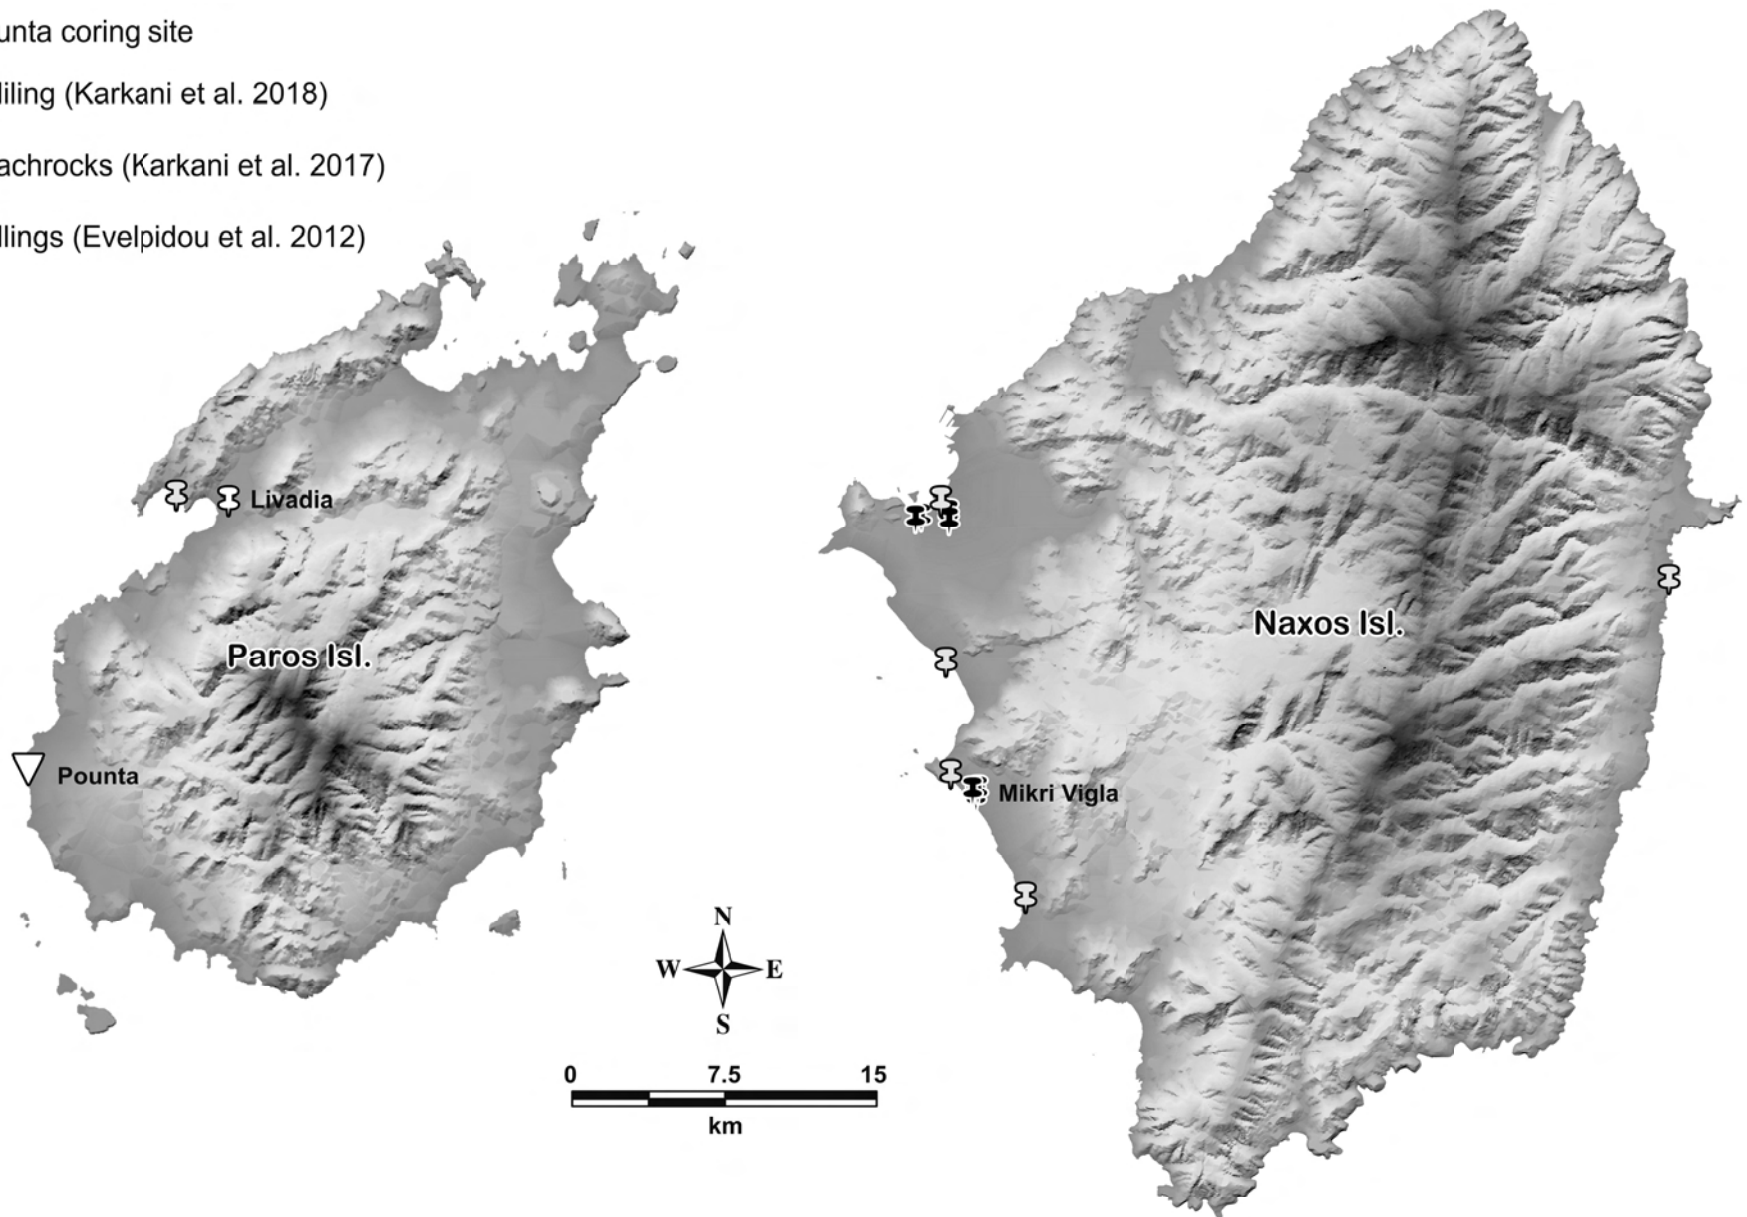 unta coring site
lling (Karkani et al. 2018)
achrocks (Karkani et al. 2017)
llings (Evelpidou et al. 2012)
Livadia
Paros Isl.
Naxos Isl.
Pounta
Mikri Vigla
N
W E
S
0 7.5 15
km